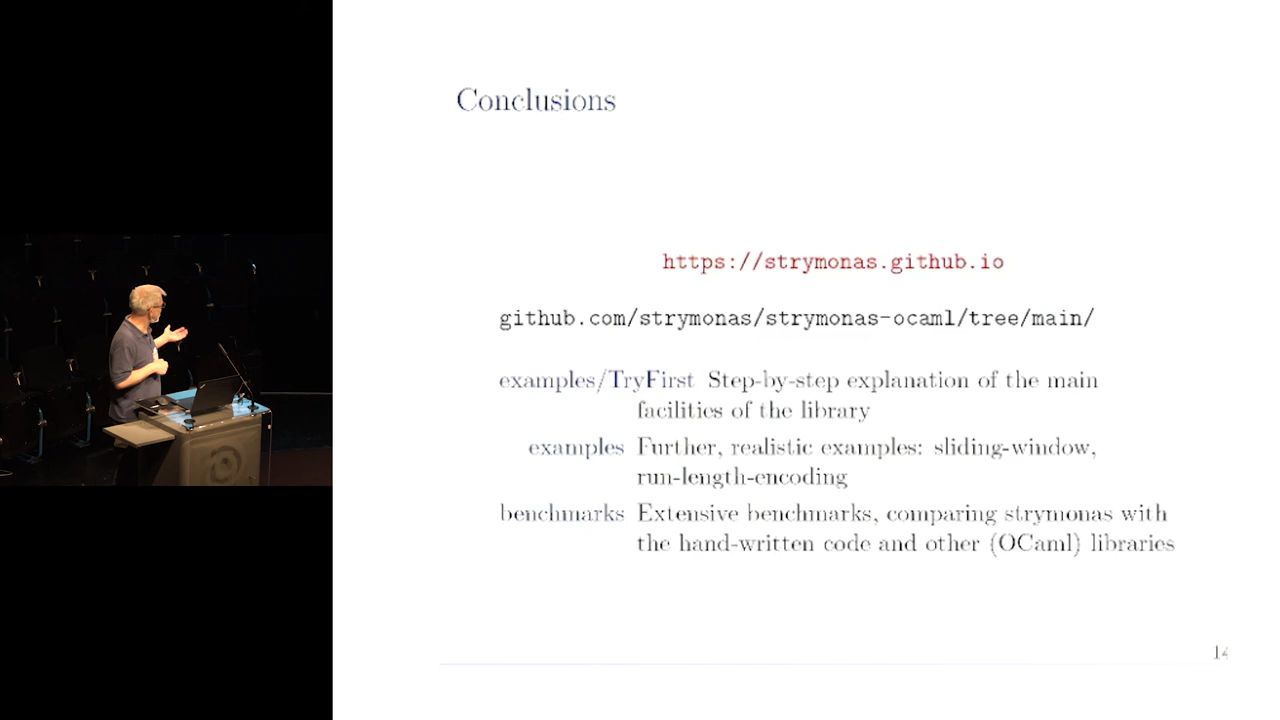 Conclusions
https://strymonas.github.io
github.com/strymonas/strymonas-ocaml/tree/main/
examples/TryFirst Step-by-step explanation of the main
facilities of the library
examples Further, realistic examples: sliding-window,
run-length-encoding
benchmarks Extensive benchmarks, comparing strymonas with
the hand-written code and other (OCaml) libraries
14